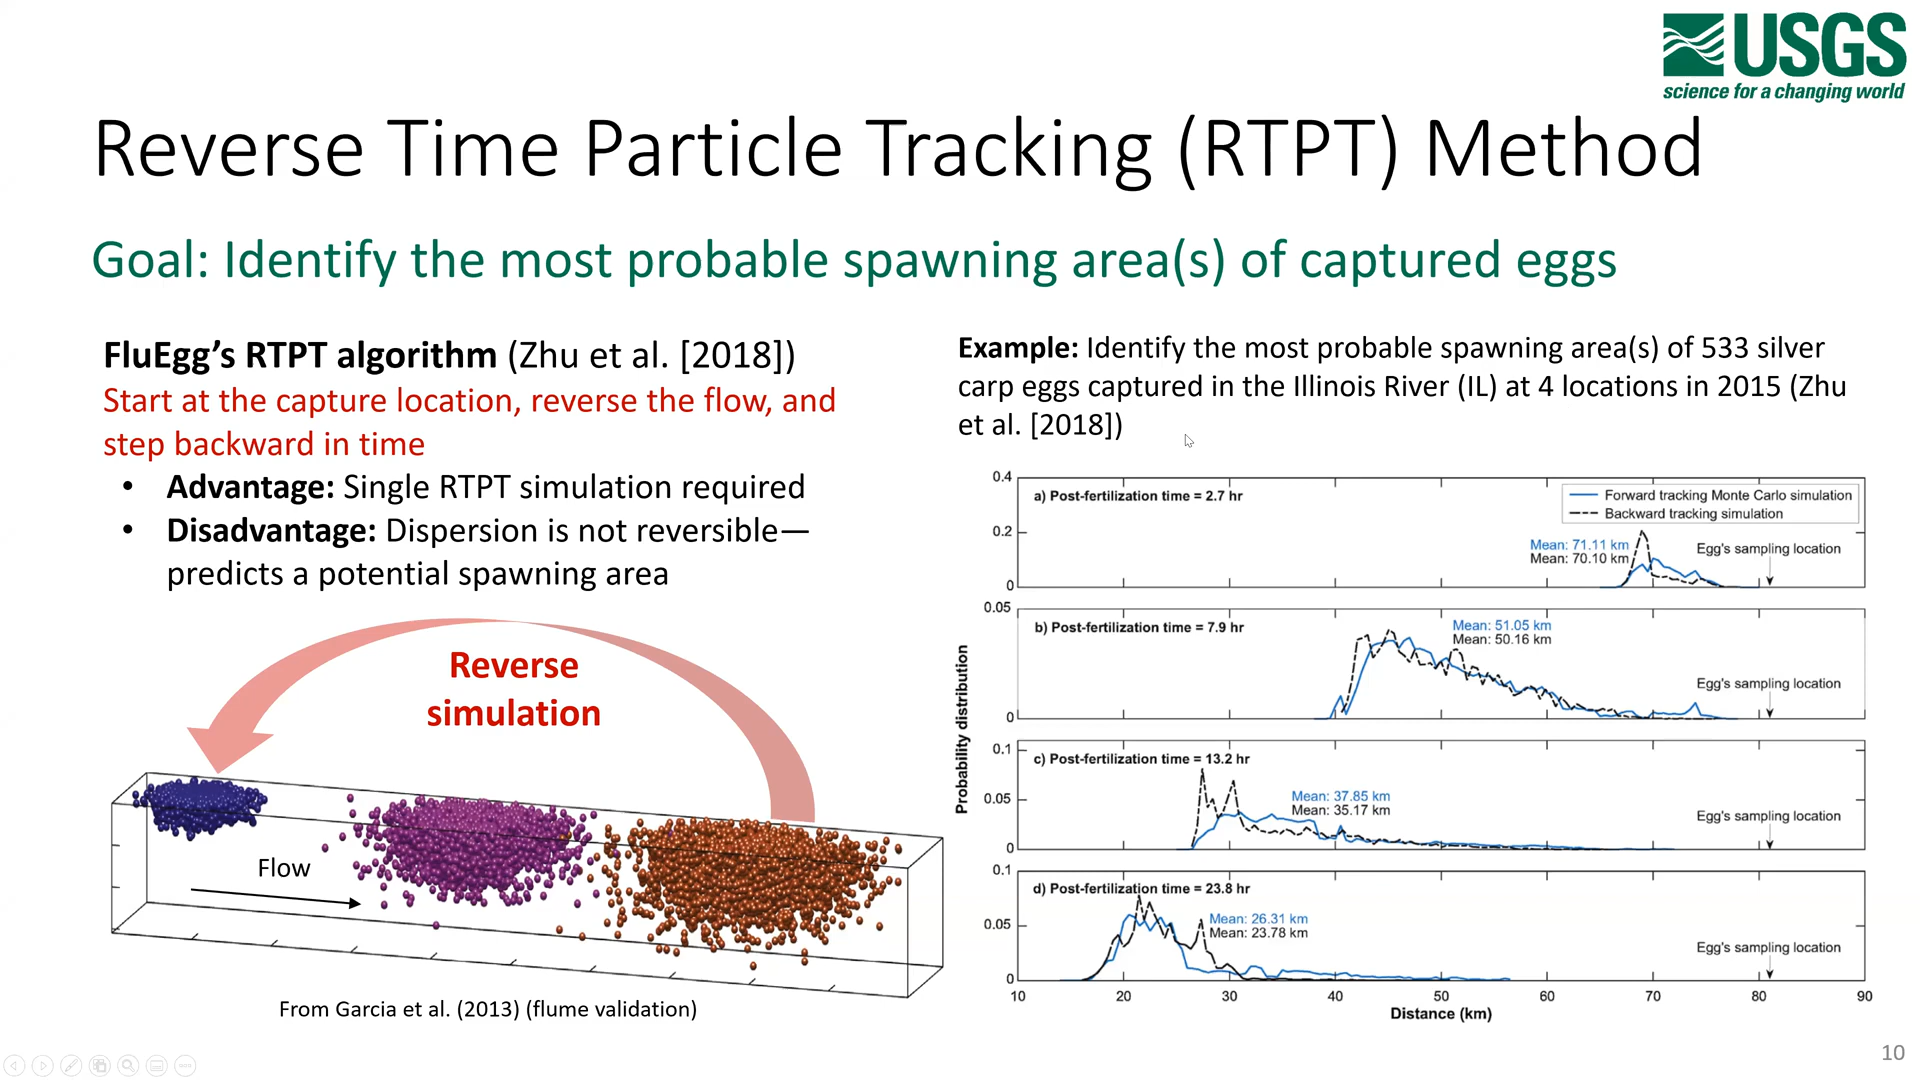 USGS
science for a changing world
Reverse Time Particle Tracking (RTPT) Method
Goal: Identify the most probable spawning area(s) of captured eggs
FluEgg’s RTPT algorithm (Zhu et al. [2018])
Start at the capture location, reverse the flow, and
step backward in time
• Advantage: Single RTPT simulation required
• Disadvantage: Dispersion is not reversible—
predicts a potential spawning area
Reverse
simulation
Flow
From Garcia et al. (2013) (flume validation)
Example: Identify the most probable spawning area(s) of 533 silver
carp eggs captured in the Illinois River (IL) at 4 locations in 2015 (Zhu
et al. [2018])
Probability distribution
0.4
0.2
0
a) Post-fertilization time = 2.7 hr
Forward tracking Monte Carlo simulation
Backward tracking simulation
Mean: 71.11 km
Mean: 70.10 km
Egg's sampling location
0.05
0
b) Post-fertilization time = 7.9 hr
Mean: 51.05 km
Mean: 50.16 km
Egg's sampling location
0.1
0.05
0
c) Post-fertilization time = 13.2 hr
Mean: 37.85 km
Mean: 35.17 km
Egg's sampling location
0.1
0.05
0
d) Post-fertilization time = 23.8 hr
Mean: 26.31 km
Mean: 23.78 km
Egg's sampling location
10 20 30 40 50 60 70 80 90
Distance (km)
10